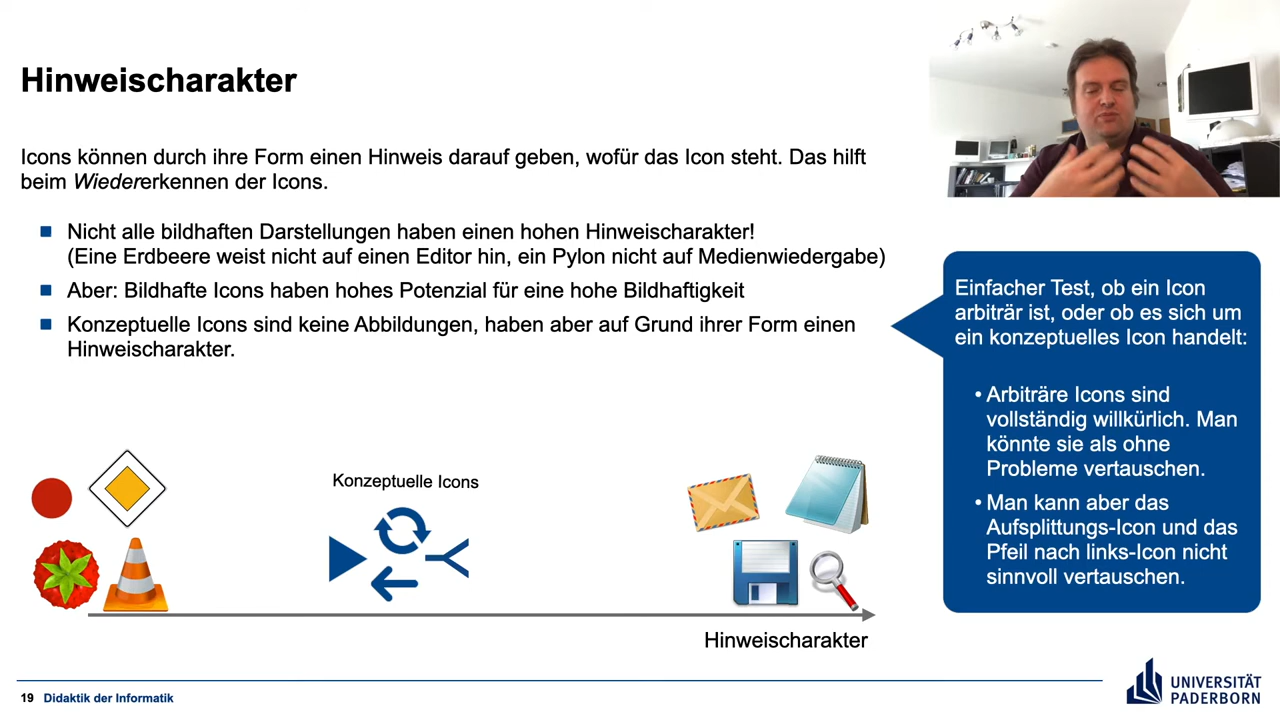 Hinweischarakter
Icons können durch ihre Form einen Hinweis darauf geben, wofür das Icon steht. Das hilft
beim Wiedererkennen der Icons.
Nicht alle bildhaften Darstellungen haben einen hohen Hinweischarakter!
(Eine Erdbeere weist nicht auf einen Editor hin, ein Pylon nicht auf Medienwiedergabe)
Aber: Bildhafte Icons haben hohes Potenzial für eine hohe Bildhaftigkeit
Konzeptuelle Icons sind keine Abbildungen, haben aber auf Grund ihrer Form einen
Hinweischarakter.
Einfacher Test, ob ein Icon
arbiträr ist, oder ob es sich um
ein konzeptuelles Icon handelt:
• Arbiträre Icons sind
vollständig willkürlich. Man
könnte sie als ohne
Probleme vertauschen.
• Man kann aber das
Aufsplittungs-Icon und das
Pfeil nach links-Icon nicht
sinnvoll vertauschen.
Konzeptuelle Icons
Hinweischarakter
19 Didaktik der Informatik
UNIVERSITÄT
PADERBORN